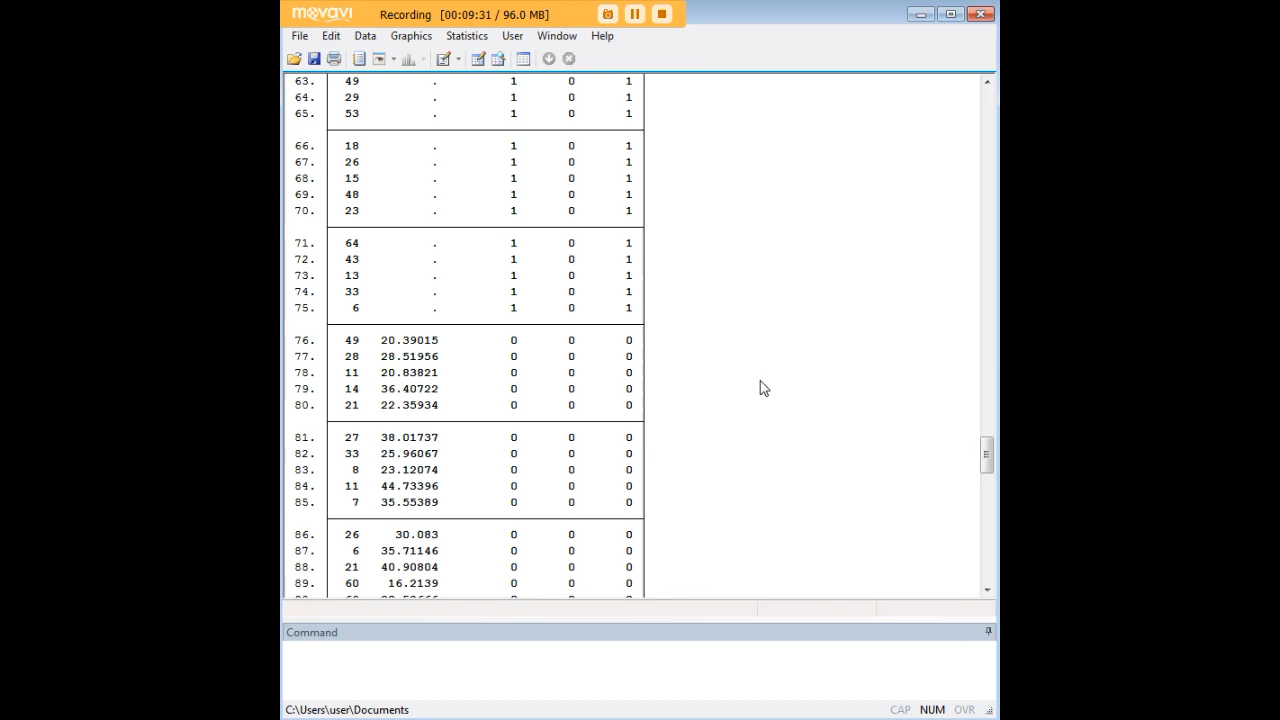 movavi Recording [00:09:31 / 96.0 MB]
File Edit Data Graphics Statistics User Window Help
63. 49 . 1 0 1
64. 29 . 1 0 1
65. 53 . 1 0 1
66. 18 . 1 0 1
67. 26 . 1 0 1
68. 15 . 1 0 1
69. 48 . 1 0 1
70. 23 . 1 0 1
71. 64 . 1 0 1
72. 43 . 1 0 1
73. 13 . 1 0 1
74. 33 . 1 0 1
75. 6 . 1 0 1
76. 49 20.39015 0 0 0
77. 28 28.51956 0 0 0
78. 11 20.83821 0 0 0
79. 14 36.40722 0 0 0
80. 21 22.35934 0 0 0
81. 27 38.01737 0 0 0
82. 33 25.96067 0 0 0
83. 8 23.12074 0 0 0
84. 11 44.73396 0 0 0
85. 7 35.55389 0 0 0
86. 26 30.083 0 0 0
87. 6 35.71146 0 0 0
88. 21 40.90804 0 0 0
89. 60 16.2139 0 0 0
Command
C:\Users\user\Documents CAP NUM OVR